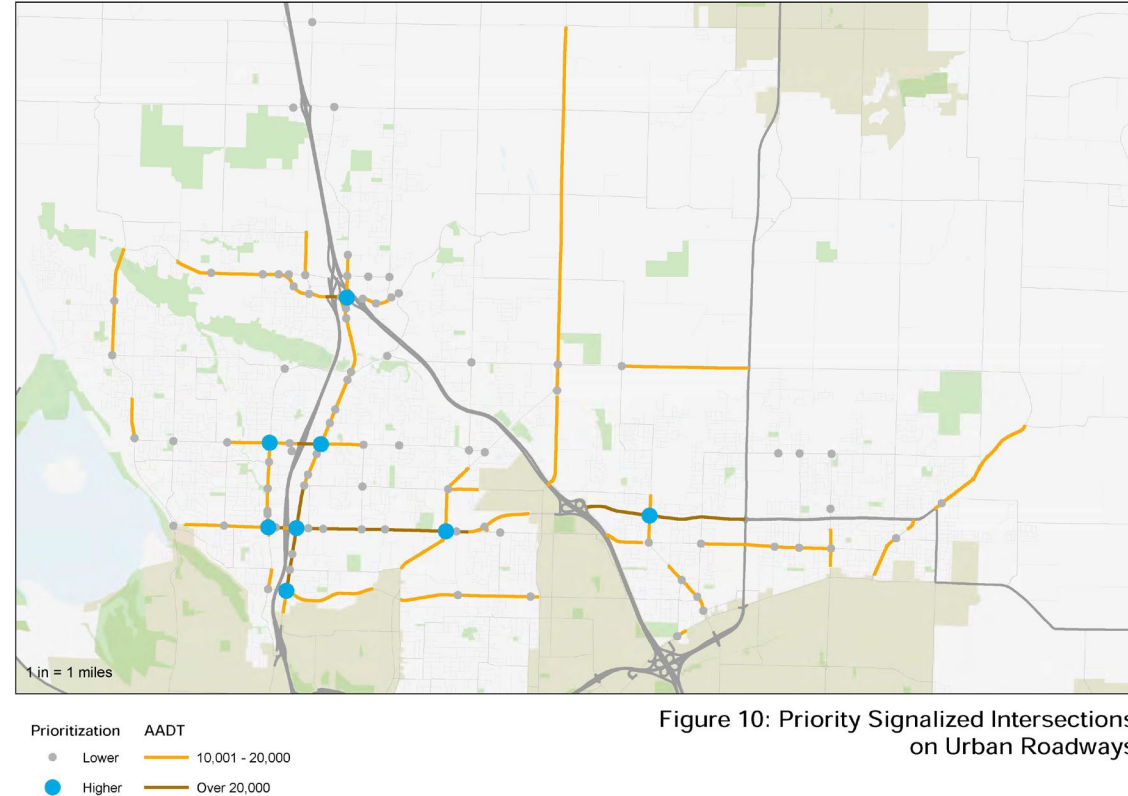 1 in = 1 miles
Figure 10: Priority Signalized Intersections
on Urban Roadways
Prioritization AADT
Lower 10,001 - 20,000
Higher Over 20,000